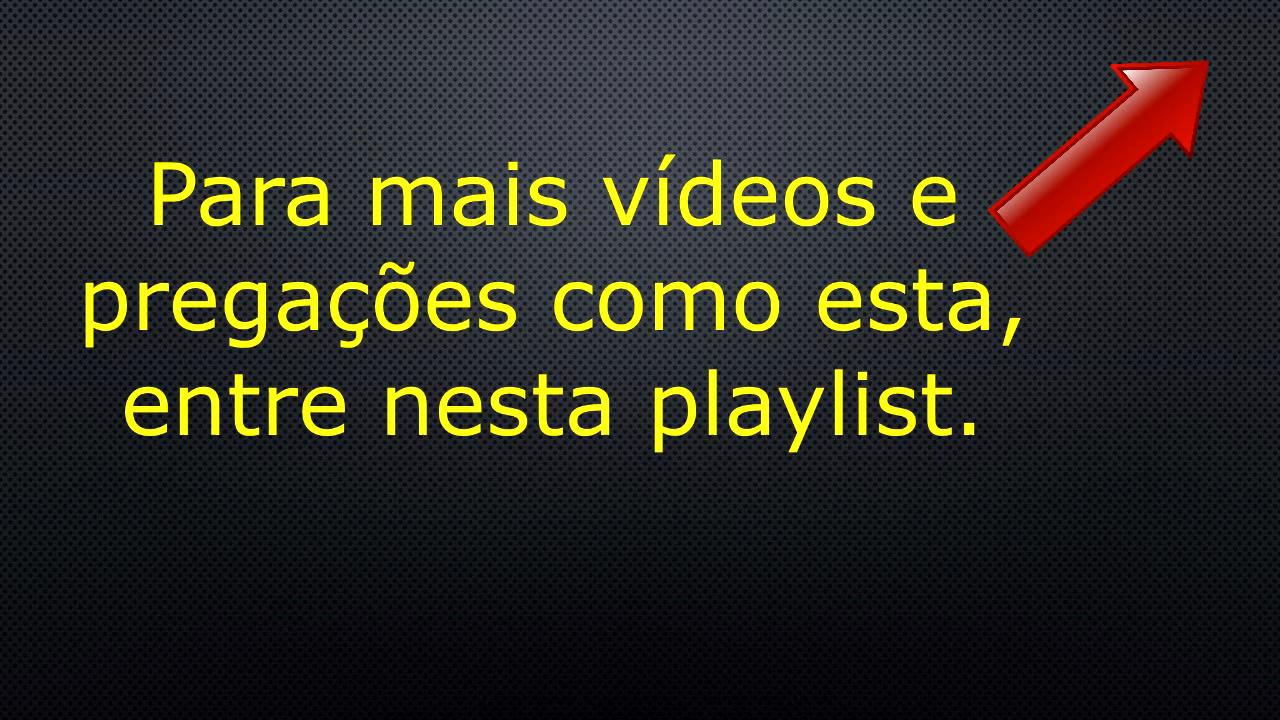 Para mais vídeos e
pregações como esta,
entre nesta playlist.